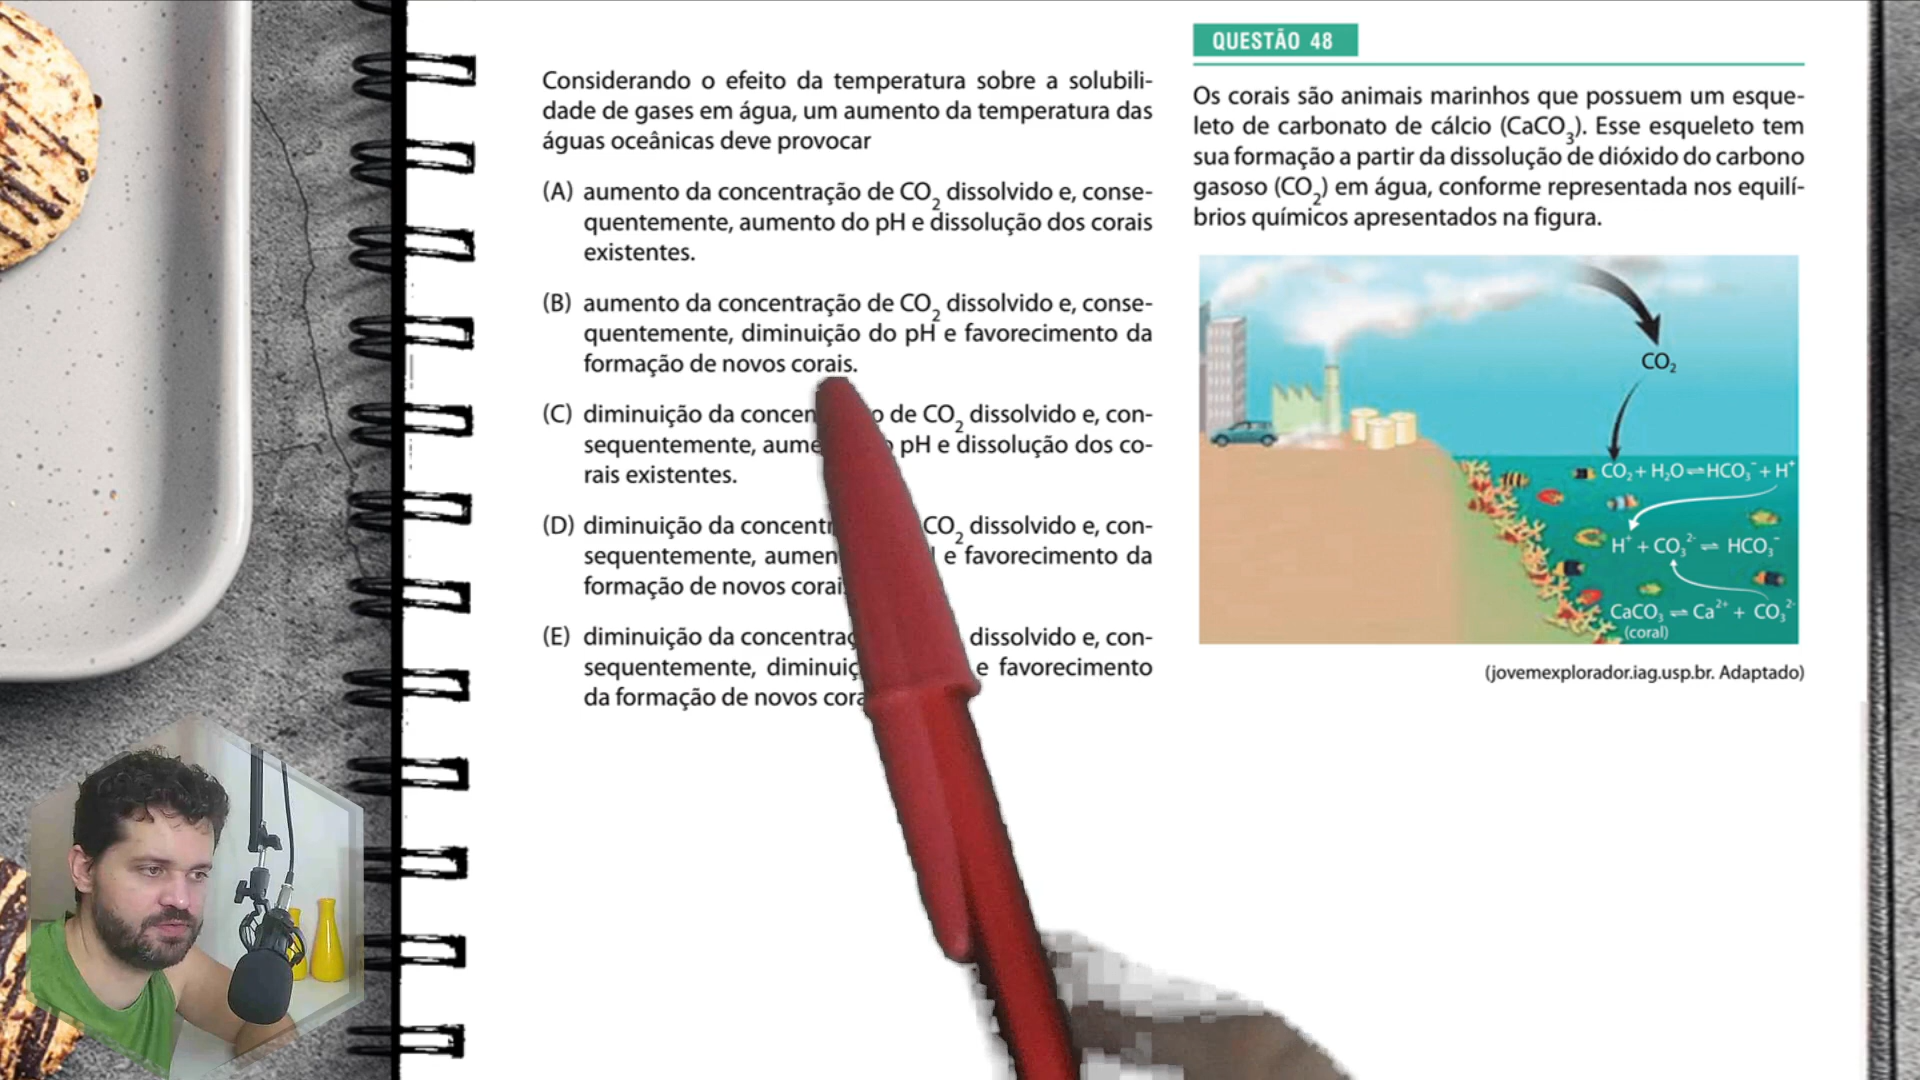 Considerando o efeito da temperatura sobre a solubili-
dade de gases em água, um aumento da temperatura das
águas oceânicas deve provocar
(A) aumento da concentração de CO₂ dissolvido e, conse-
quentemente, aumento do pH e dissolução dos corais
existentes.
(B) aumento da concentração de CO₂ dissolvido e, conse-
quentemente, diminuição do pH e favorecimento da
formação de novos corais.
(C) diminuição da concen o de CO₂ dissolvido e, con-
sequentemente, aume pH e dissolução dos co-
rais existentes.
(D) diminuição da concent CO₂ dissolvido e, con-
sequentemente, aumen e favorecimento da
formação de novos corai
(E) diminuição da concentraç dissolvido e, con-
sequentemente, diminuiç e favorecimento
da formação de novos cora
QUESTÃO 48
Os corais são animais marinhos que possuem um esque-
leto de carbonato de cálcio (CaCO₃). Esse esqueleto tem
sua formação a partir da dissolução de dióxido do carbono
gasoso (CO₂) em água, conforme representada nos equilí-
brios químicos apresentados na figura.
CO₂
CO₂ + H₂O ⇌ HCO₃⁻ + H⁺
H⁺ + CO₃²⁻ ⇌ HCO₃⁻
CaCO₃ ⇌ Ca²⁺ + CO₃²⁻
(coral)
(jovemexplorador.iag.usp.br. Adaptado)